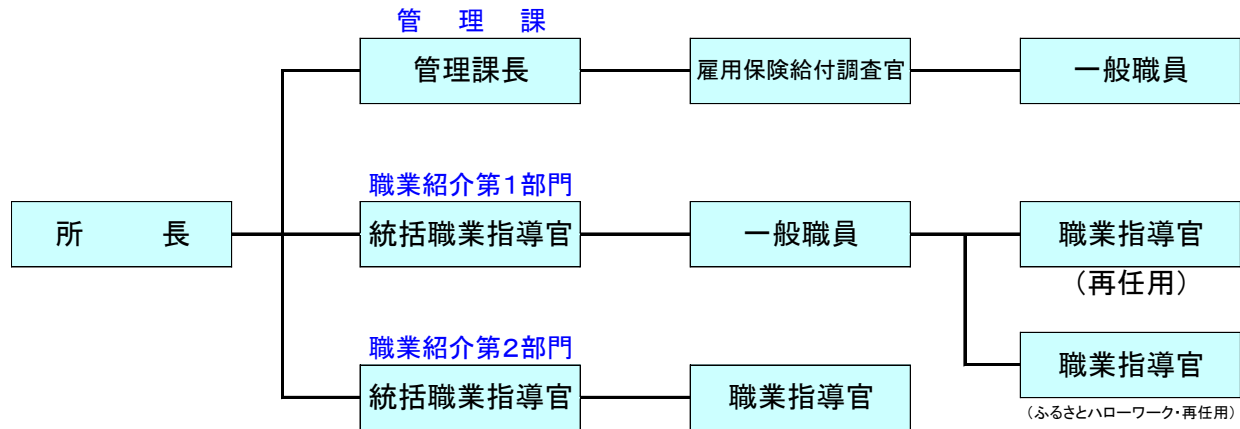 管　理　課
管理課長
雇用保険給付調査官
一般職員
職業紹介第1部門
所　　　長
統括職業指導官
一般職員
職業指導官
（再任用）
職業紹介第2部門
統括職業指導官
職業指導官
職業指導官
（ふるさとハローワーク・再任用）